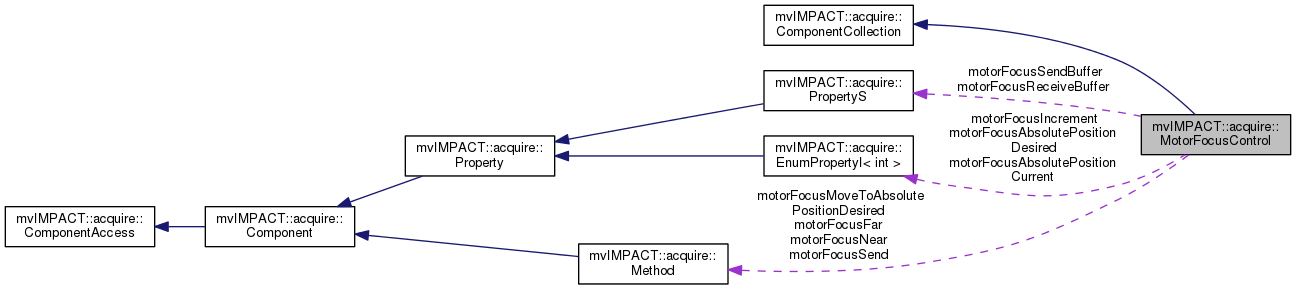 mvIMPACT::acquire::
ComponentCollection
mvIMPACT::acquire::
PropertyS
motorFocusSendBuffer
motorFocusReceiveBuffer
mvIMPACT::acquire::
MotorFocusControl
mvIMPACT::acquire::
Property
mvIMPACT::acquire::
EnumPropertyI< int >
motorFocusIncrement
motorFocusAbsolutePosition
Desired
motorFocusAbsolutePosition
Current
mvIMPACT::acquire::
ComponentAccess
mvIMPACT::acquire::
Component
motorFocusMoveToAbsolute
PositionDesired
motorFocusFar
motorFocusNear
motorFocusSend
mvIMPACT::acquire::
Method